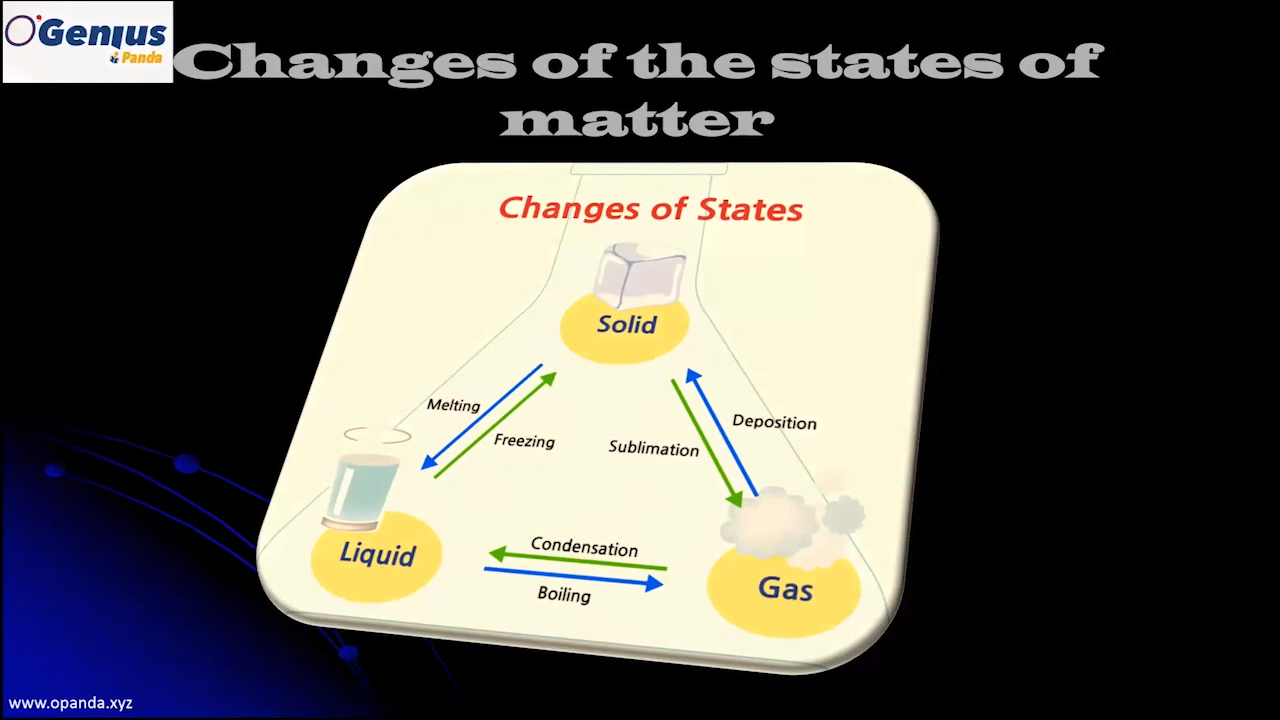 O'Genius
Panda
Changes of the states of
matter
Changes of States
Solid
Melting
Freezing
Sublimation
Deposition
Liquid
Condensation
Boiling
Gas
www.opanda.xyz